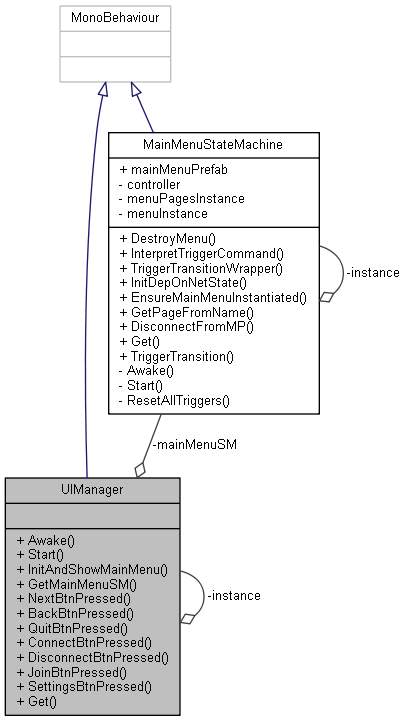 MonoBehaviour
MainMenuStateMachine
+ mainMenuPrefab
- controller
- menuPagesInstance
- menuInstance
+ DestroyMenu()
+ InterpretTriggerCommand()
+ TriggerTransitionWrapper()
+ InitDepOnNetState()
+ EnsureMainMenuInstantiated()
+ GetPageFromName()
+ DisconnectFromMP()
+ Get()
+ TriggerTransition()
- Awake()
- Start()
- ResetAllTriggers()
-instance
-mainMenuSM
UIManager
+ Awake()
+ Start()
+ InitAndShowMainMenu()
+ GetMainMenuSM()
+ NextBtnPressed()
+ BackBtnPressed()
+ QuitBtnPressed()
+ ConnectBtnPressed()
+ DisconnectBtnPressed()
+ JoinBtnPressed()
+ SettingsBtnPressed()
+ Get()
-instance